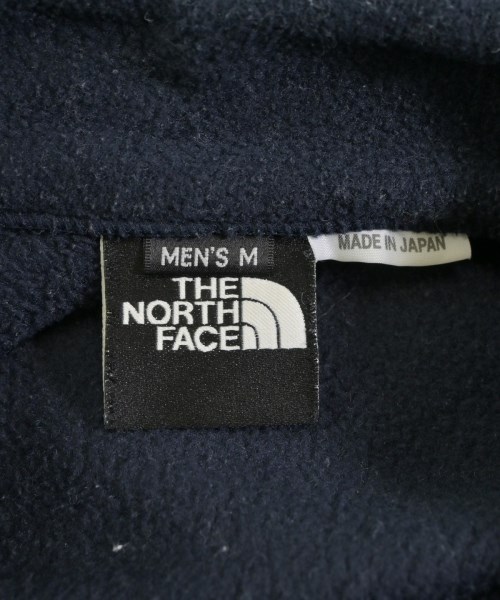 MEN'S M
MADE IN JAPAN
THE
NORTH
FACE